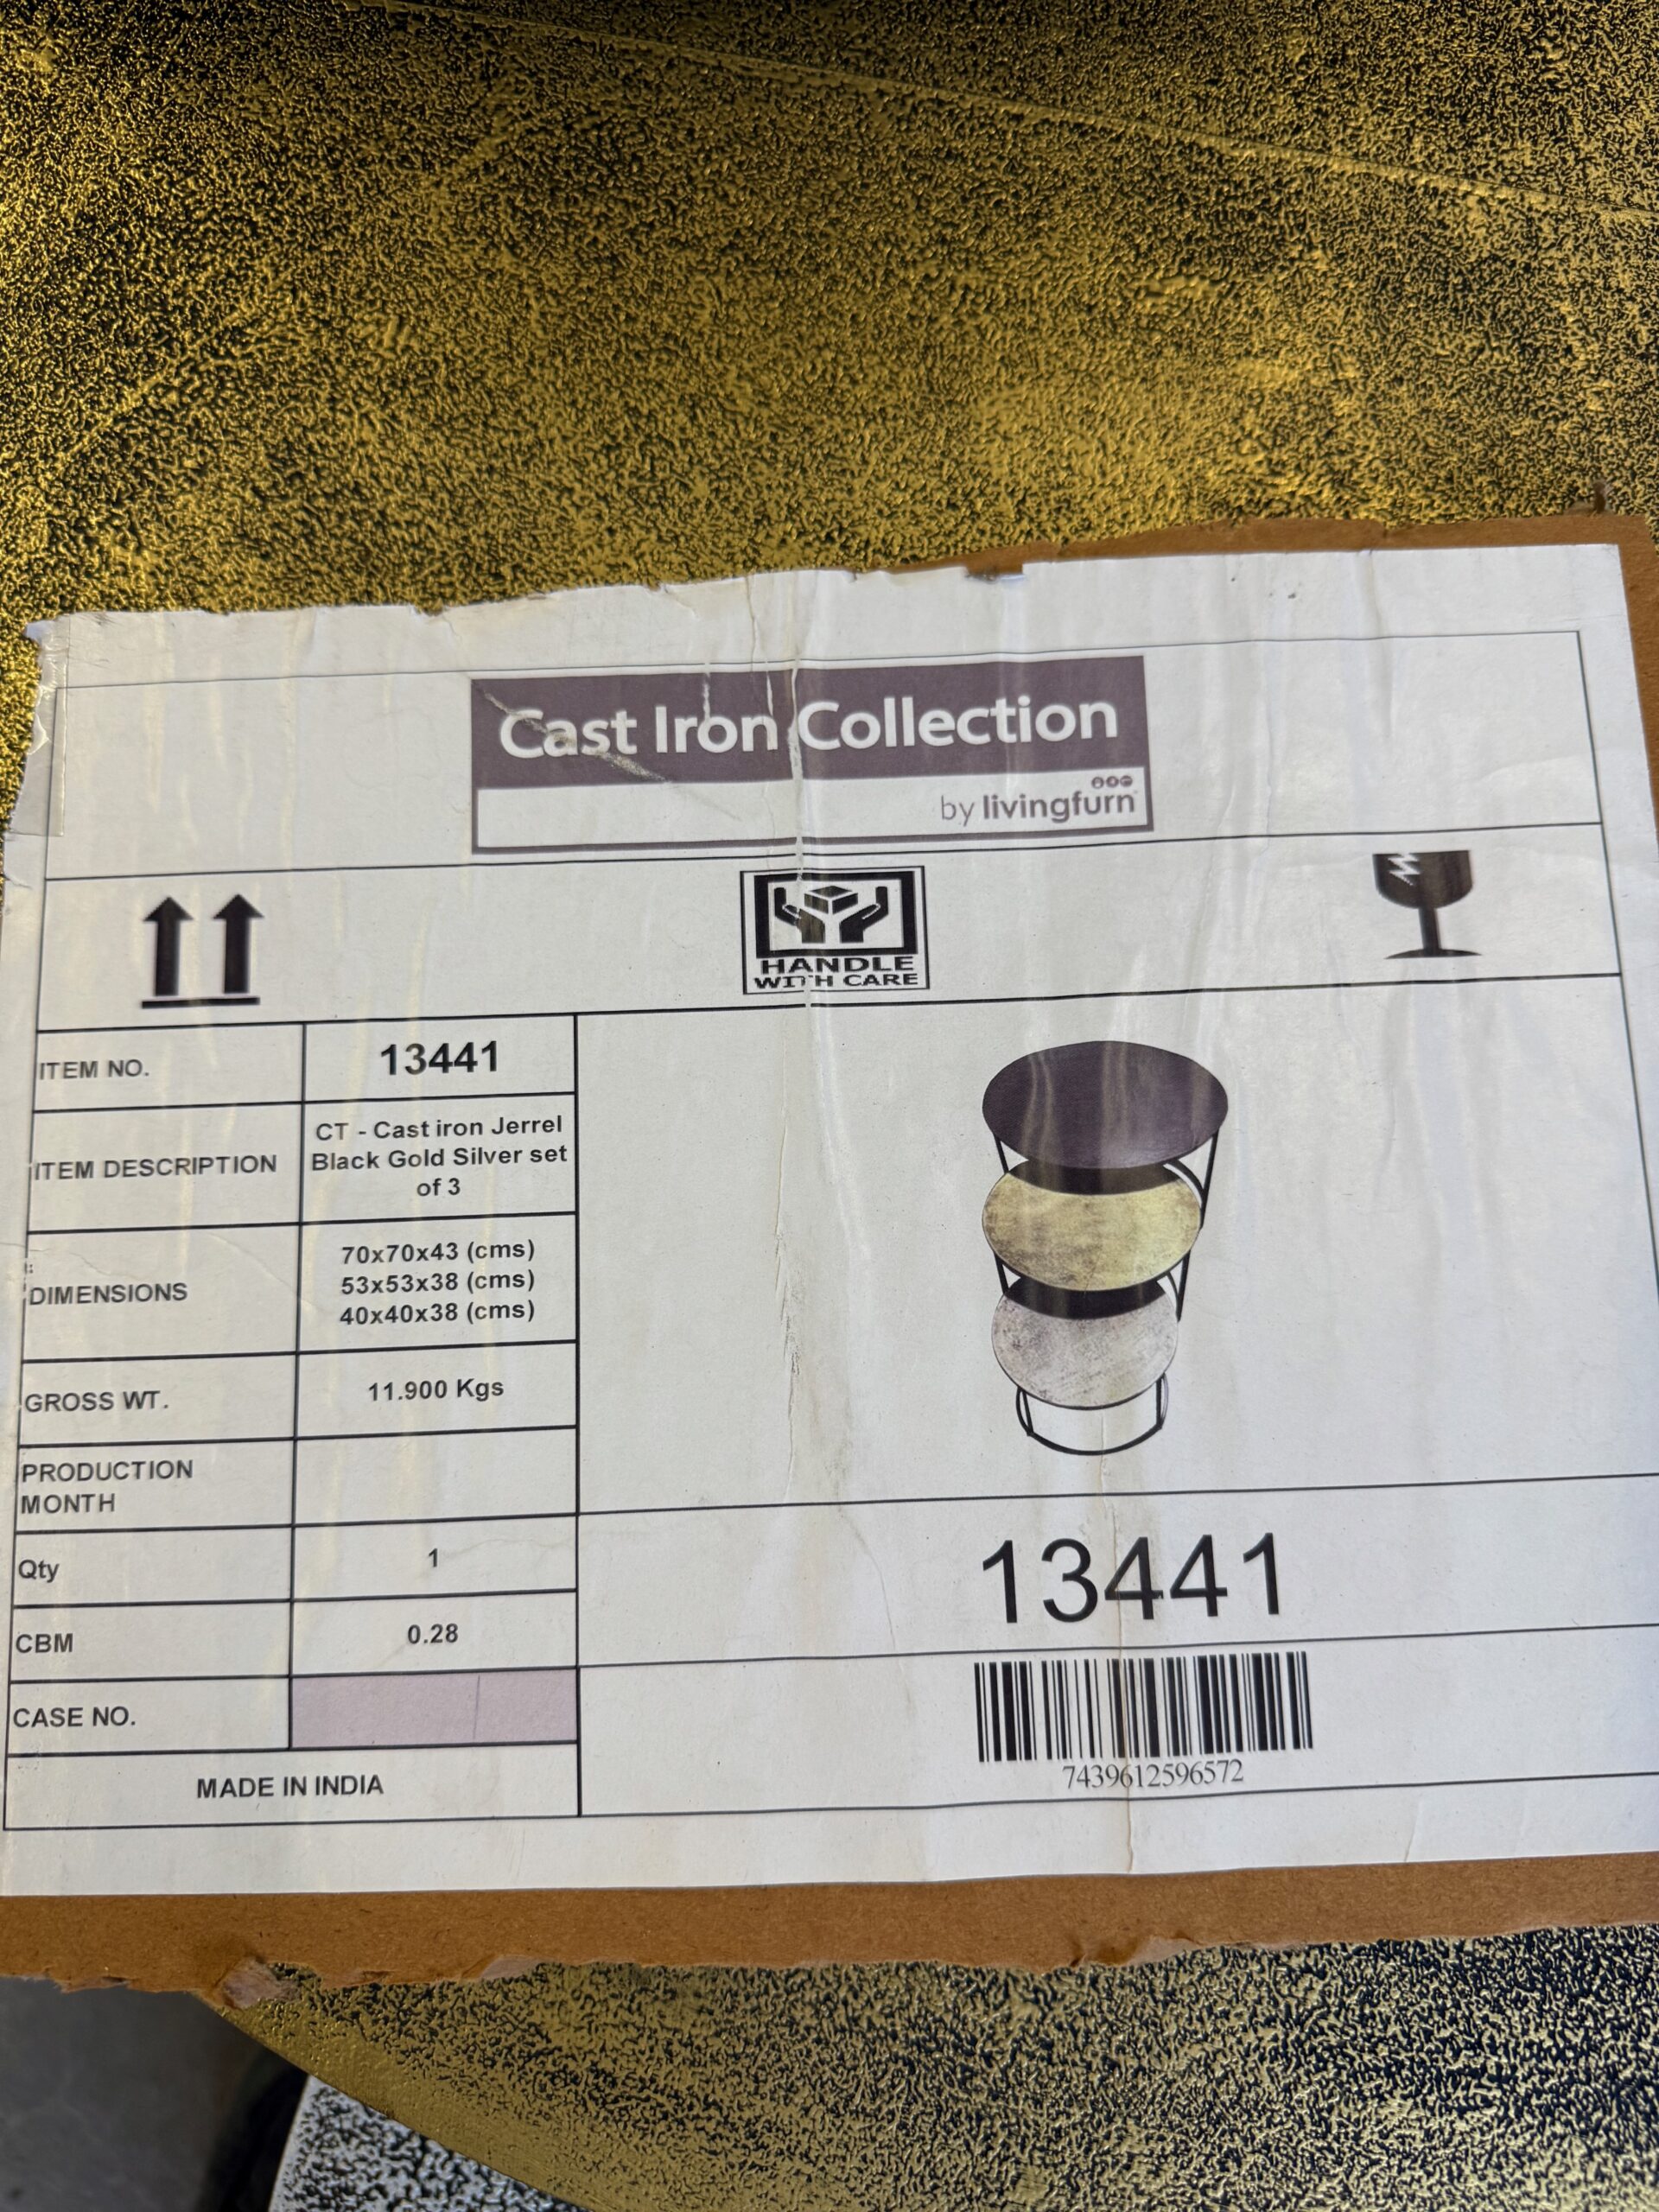 Cast Iron Collection
by livingfurn
HANDLE
WITH CARE
ITEM NO.
13441
ITEM DESCRIPTION
CT - Cast iron Jerrel
Black Gold Silver set
of 3
DIMENSIONS
70x70x43 (cms)
53x53x38 (cms)
40x40x38 (cms)
GROSS WT.
11.900 Kgs
PRODUCTION
MONTH
Qty
1
CBM
0.28
CASE NO.
MADE IN INDIA
13441
7439612596572